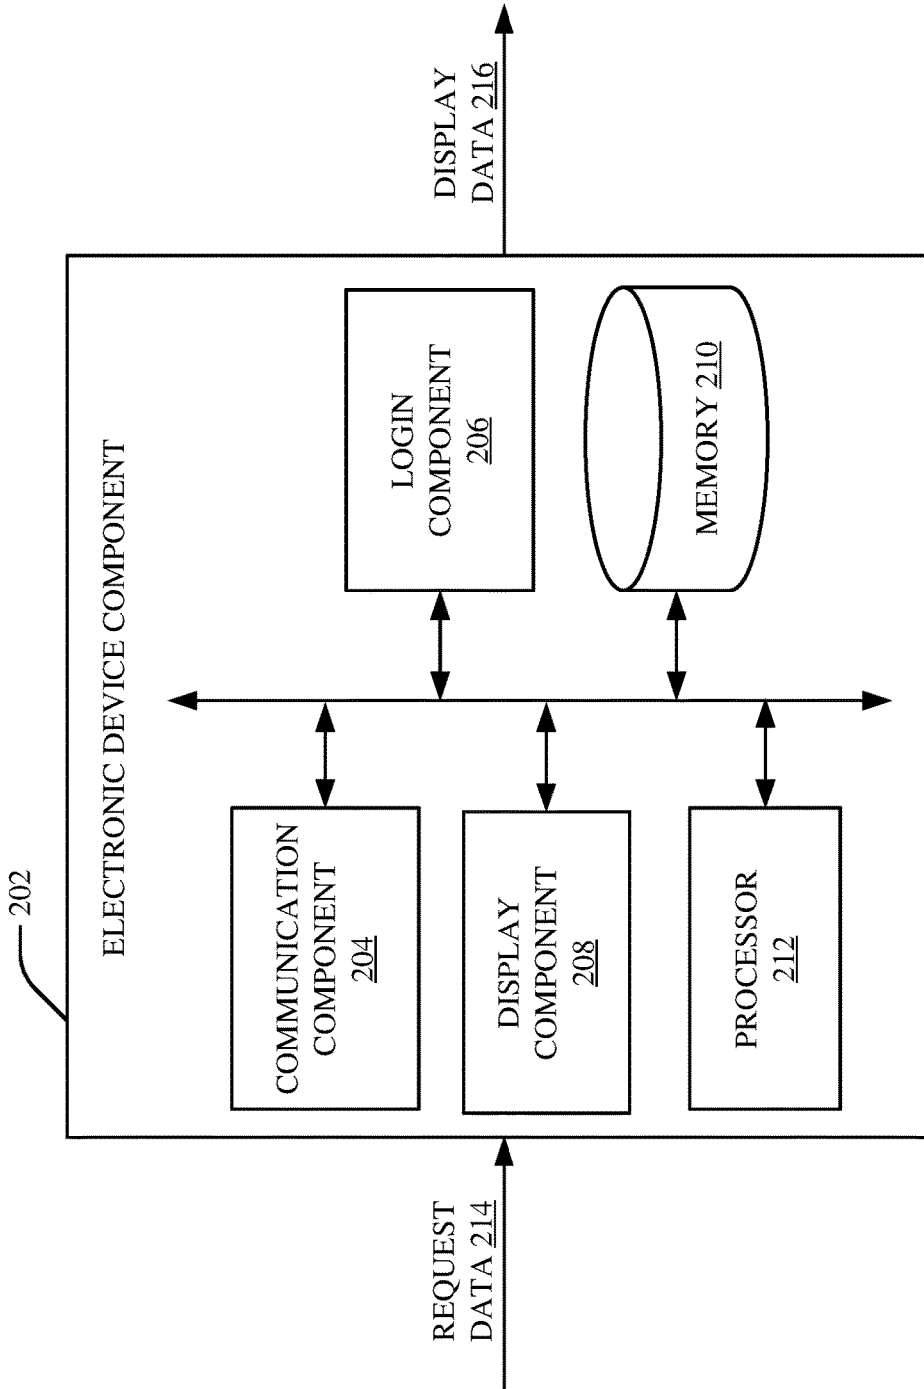 202
ELECTRONIC DEVICE COMPONENT
COMMUNICATION
COMPONENT
204
LOGIN
COMPONENT
206
REQUEST
DATA 214
DISPLAY
DATA 216
DISPLAY
COMPONENT
208
MEMORY 210
PROCESSOR
212